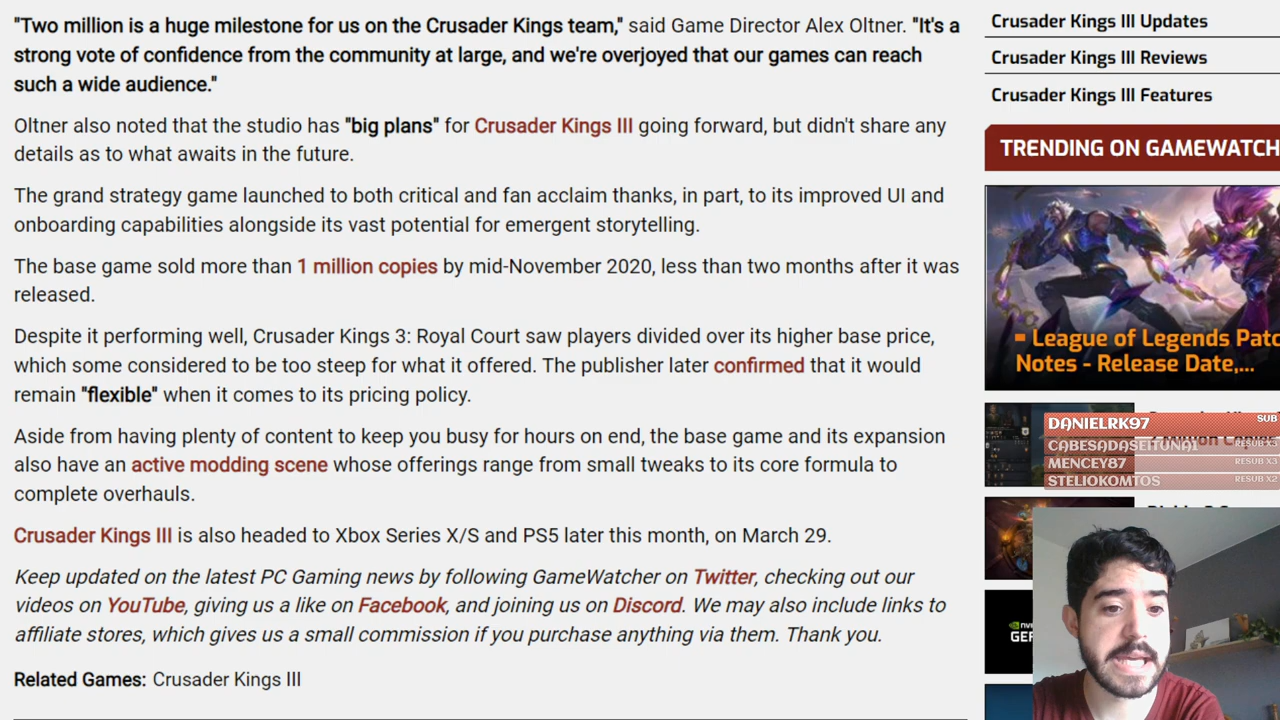 "Two million is a huge milestone for us on the Crusader Kings team," said Game Director Alex Oltner. "It's a
strong vote of confidence from the community at large, and we're overjoyed that our games can reach
such a wide audience."
Oltner also noted that the studio has "big plans" for Crusader Kings III going forward, but didn't share any
details as to what awaits in the future.
The grand strategy game launched to both critical and fan acclaim thanks, in part, to its improved UI and
onboarding capabilities alongside its vast potential for emergent storytelling.
The base game sold more than 1 million copies by mid-November 2020, less than two months after it was
released.
Despite it performing well, Crusader Kings 3: Royal Court saw players divided over its higher base price,
which some considered to be too steep for what it offered. The publisher later confirmed that it would
remain "flexible" when it comes to its pricing policy.
Aside from having plenty of content to keep you busy for hours on end, the base game and its expansion
also have an active modding scene whose offerings range from small tweaks to its core formula to
complete overhauls.
Crusader Kings III is also headed to Xbox Series X/S and PS5 later this month, on March 29.
Keep updated on the latest PC Gaming news by following GameWatcher on Twitter, checking out our
videos on YouTube, giving us a like on Facebook, and joining us on Discord. We may also include links to
affiliate stores, which gives us a small commission if you purchase anything via them. Thank you.
Related Games: Crusader Kings III
Crusader Kings III Updates
Crusader Kings III Reviews
Crusader Kings III Features
TRENDING ON GAMEWATCH
League of Legends Patc
Notes - Release Date,...
DANIELRK97 SUB
CABESADASEITUNA1 RESUB X3
MENCEY87 RESUB X3
STELIOKOMTOS RESUB X2